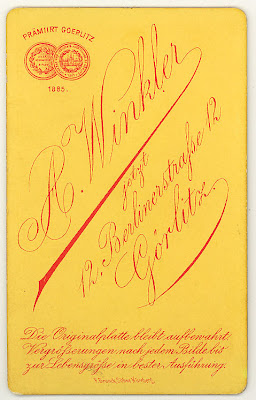 PRÄMIIRT GOERLITZ
1885.
A. Winkler
jetzt
12. Berlinerstraße 12
Görlitz.
Die Originalplatte bleibt aufbewahrt.
Vergrößerungen nach jedem Bilde bis
zur Lebensgröße in bester Ausführung.